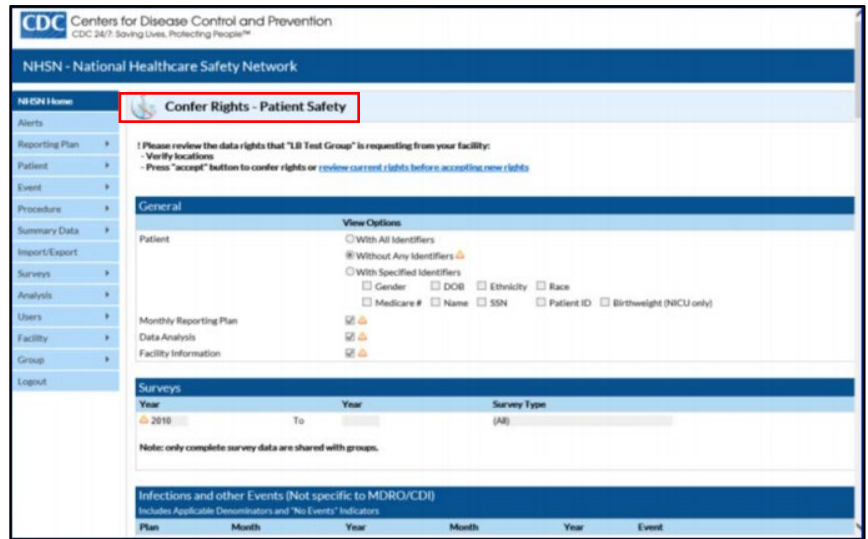 CDC Centers for Disease Control and Prevention
CDC 24/7: Saving Lives. Protecting People™
NHSN - National Healthcare Safety Network
NHSN Home
Alerts
Reporting Plan
Patient
Event
Procedure
Summary Data
Import/Export
Surveys
Analysis
Users
Facility
Group
Logout
Confer Rights - Patient Safety
! Please review the data rights that "LB Test Group" is requesting from your facility:
- Verify locations
- Press "accept" button to confer rights or review current rights before accepting new rights
General
View Options
Patient
With All Identifiers
Without Any Identifiers
With Specified Identifiers
Gender DOB Ethnicity Race
Medicare # Name SSN Patient ID Birthweight (NICU only)
Monthly Reporting Plan
Data Analysis
Facility Information
Surveys
Year Year Survey Type
2010 To (All)
Note: only complete survey data are shared with groups.
Infections and other Events (Not specific to MDRO/CDI)
Includes Applicable Denominators and "No Events" Indicators
Plan Month Year Month Year Event